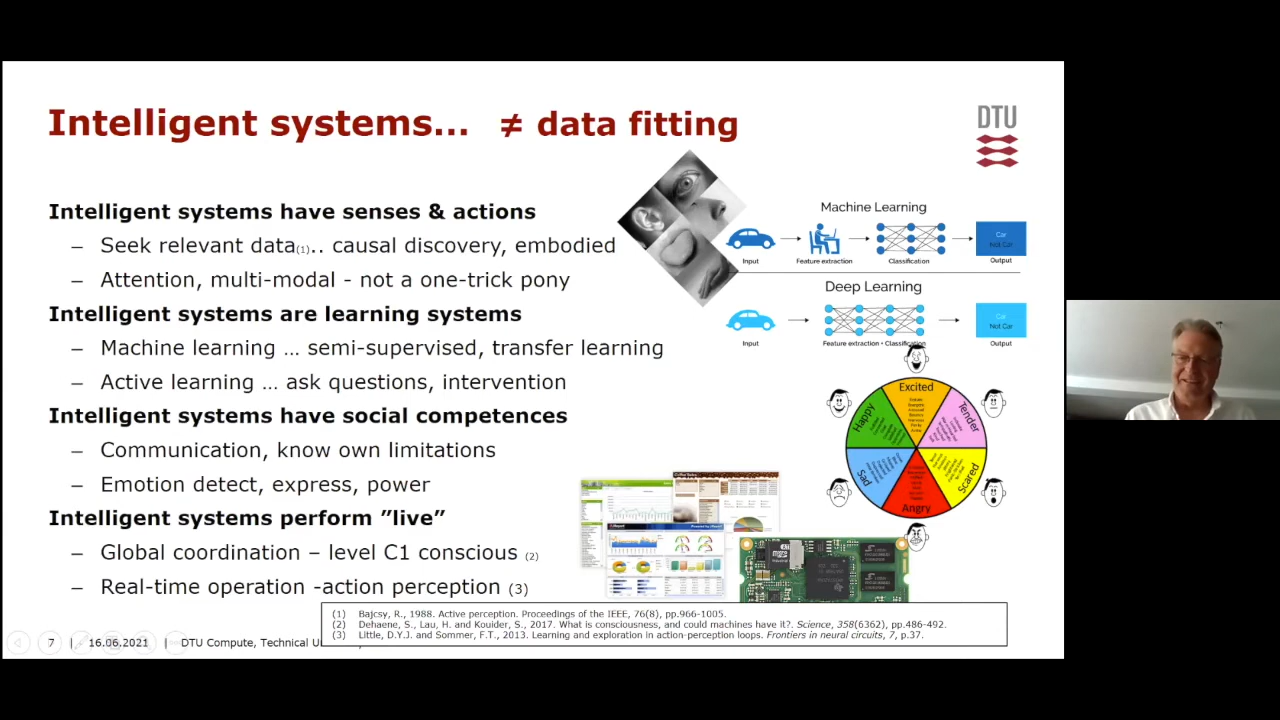 Intelligent systems... ≠ data fitting
DTU
Intelligent systems have senses & actions
– Seek relevant data(1).. causal discovery, embodied
– Attention, multi-modal - not a one-trick pony
Intelligent systems are learning systems
– Machine learning … semi-supervised, transfer learning
– Active learning … ask questions, intervention
Intelligent systems have social competences
– Communication, know own limitations
– Emotion detect, express, power
Intelligent systems perform ”live”
– Global coordination – level C1 conscious (2)
– Real-time operation -action perception (3)
Machine Learning
Car
Not Car
Input
Feature extraction
Classification
Output
Deep Learning
Car
Not Car
Input
Feature extraction + Classification
Output
Excited
Tender
Scared
Angry
Sad
Happy
(1) Bajcsy, R., 1988. Active perception. Proceedings of the IEEE, 76(8), pp.966-1005.
(2) Dehaene, S., Lau, H. and Kouider, S., 2017. What is consciousness, and could machines have it?. Science, 358(6362), pp.486-492.
(3) Little, D.Y.J. and Sommer, F.T., 2013. Learning and exploration in action-perception loops. Frontiers in neural circuits, 7, p.37.
7 | 16.06.2021 | DTU Compute, Technical